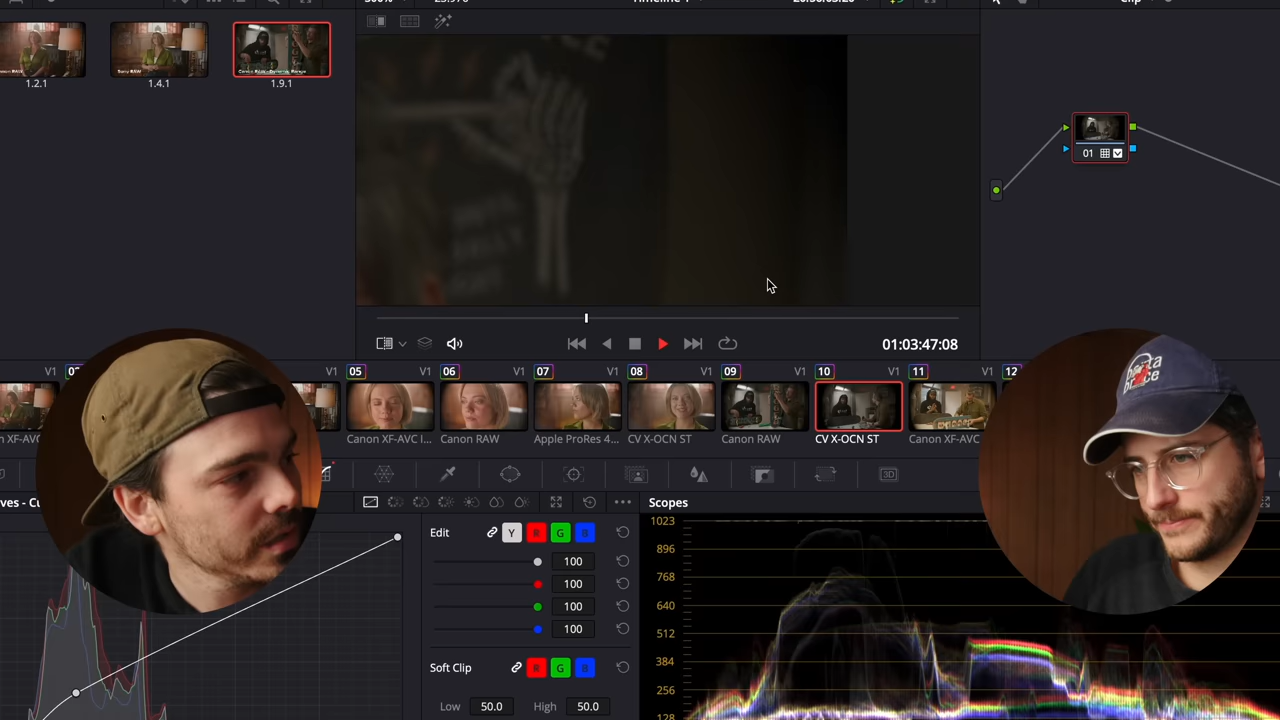 1.2.1
1.4.1
1.9.1
Clip
01
01:03:47:08
V1
V1
05
V1
06
V1
07
V1
08
V1
09
V1
10
V1
11
V1
12
Canon XF-AVC I...
Canon RAW
Apple ProRes 4...
CV X-OCN ST
Canon RAW
CV X-OCN ST
Canon XF-AVC
3D
Edit
Y
R
G
B
100
100
100
100
Soft Clip
R
G
B
Low
50.0
High
50.0
Scopes
1023
896
768
640
512
384
256
128